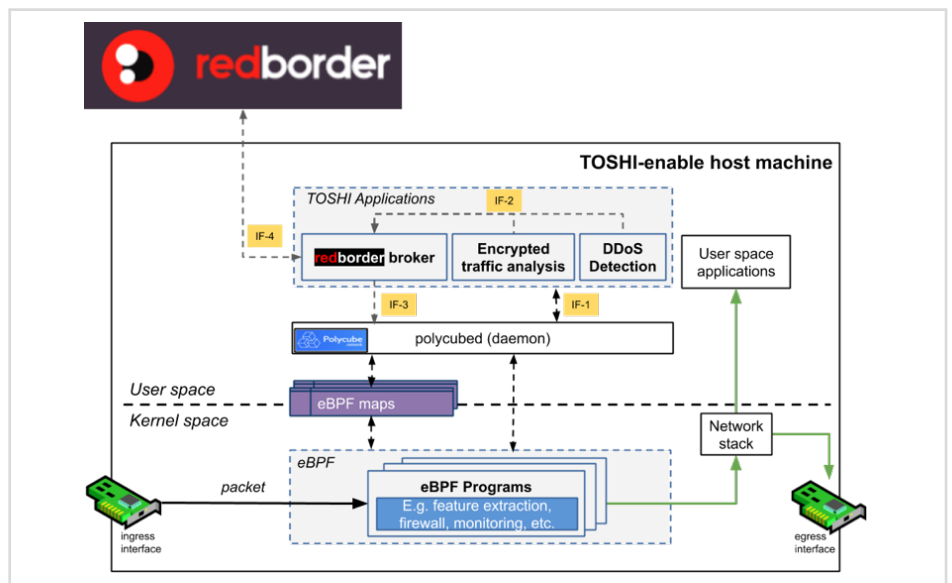 redborder
TOSHI-enable host machine
TOSHI Applications
IF-2
IF-4
redborder broker
Encrypted
traffic analysis
DDoS
Detection
User space
applications
IF-3
IF-1
Polycube
polycubed (daemon)
User space
eBPF maps
Kernel space
Network
stack
eBPF
packet
eBPF Programs
E.g. feature extraction,
firewall, monitoring, etc.
ingress
interface
egress
interface